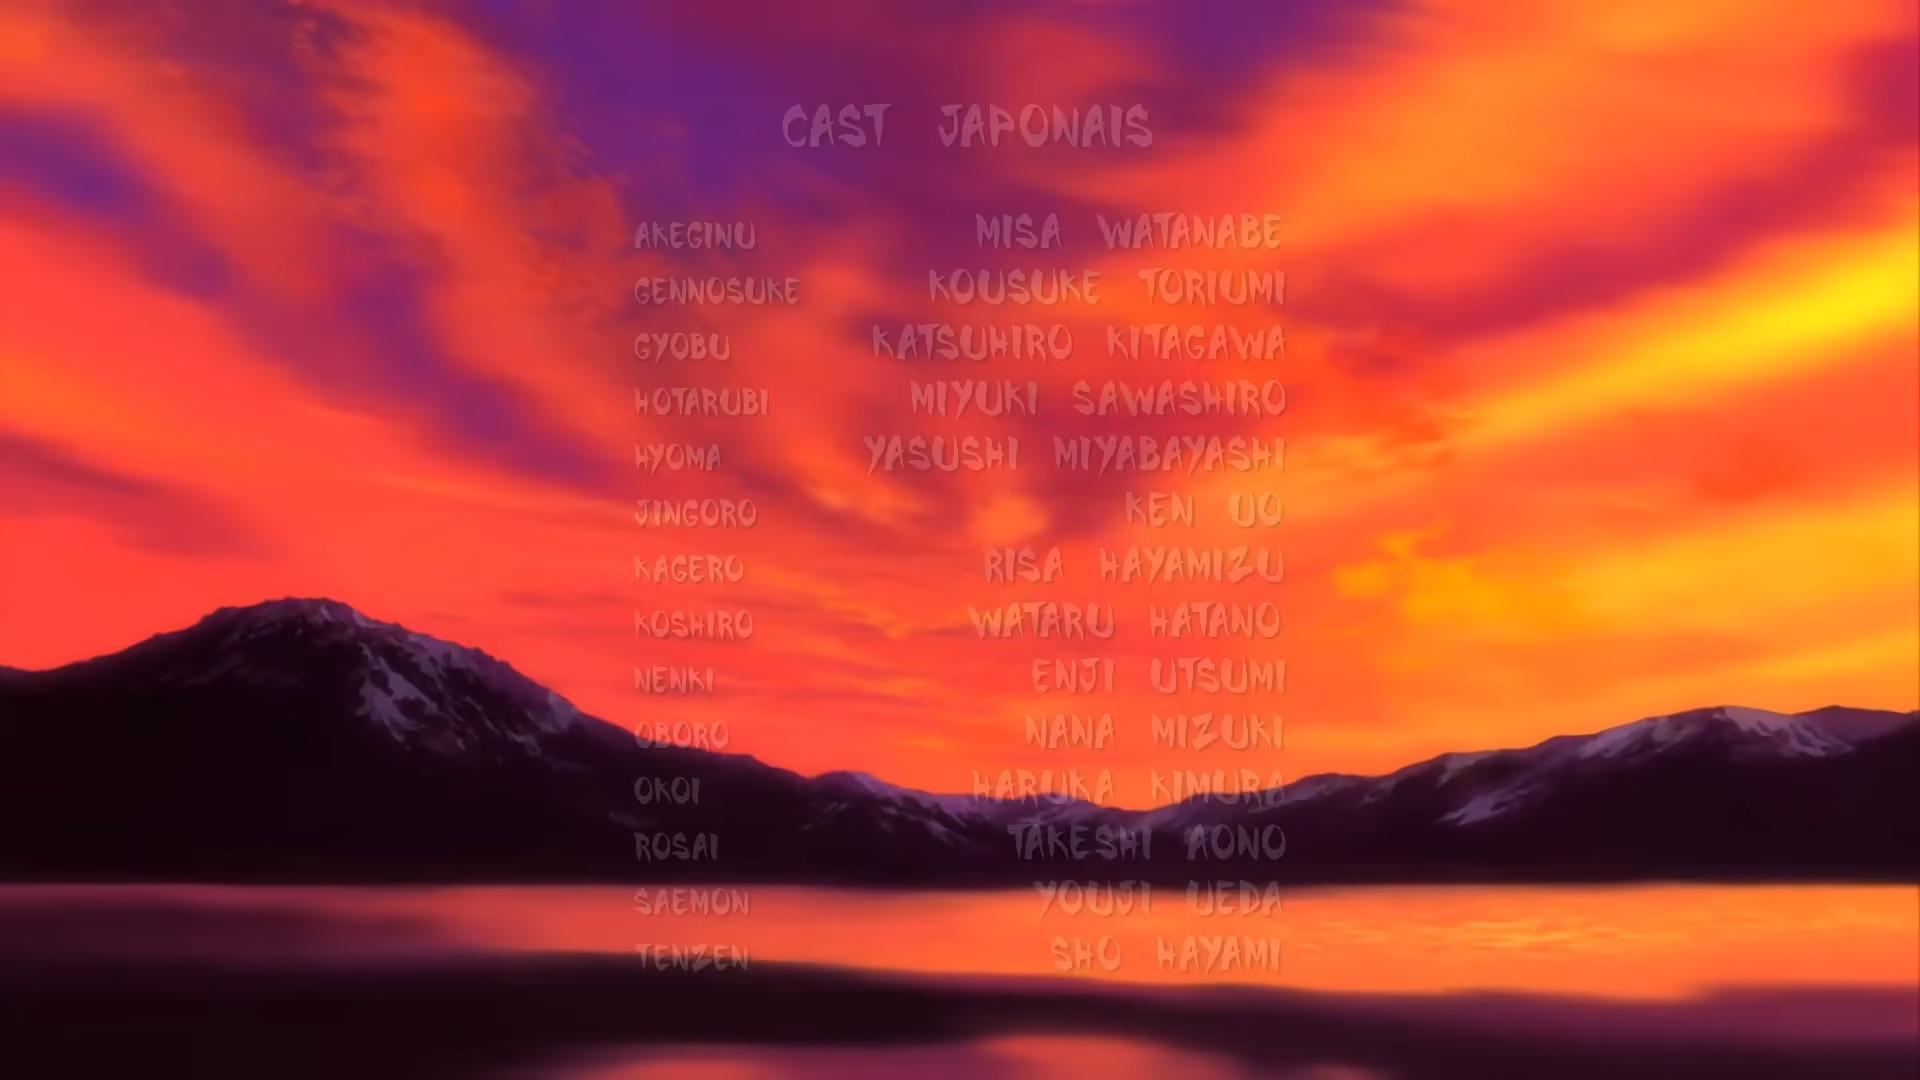 CAST JAPONAIS
AKEGINU MISA WATANABE
GENNOSUKE KOUSUKE TORIUMI
GYOBU KATSUHIRO KITAGAWA
HOTARUBI MIYUKI SAWASHIRO
HYOMA YASUSHI MIYABAYASHI
JINGORO KEN UO
KAGERO RISA HAYAMIZU
KOSHIRO WATARU HATANO
NENKI ENJI UTSUMI
OBORO NANA MIZUKI
OKOI HARUKA KIMURA
ROSAI TAKESHI AONO
SAEMON YOUJI UEDA
TENZEN SHO HAYAMI